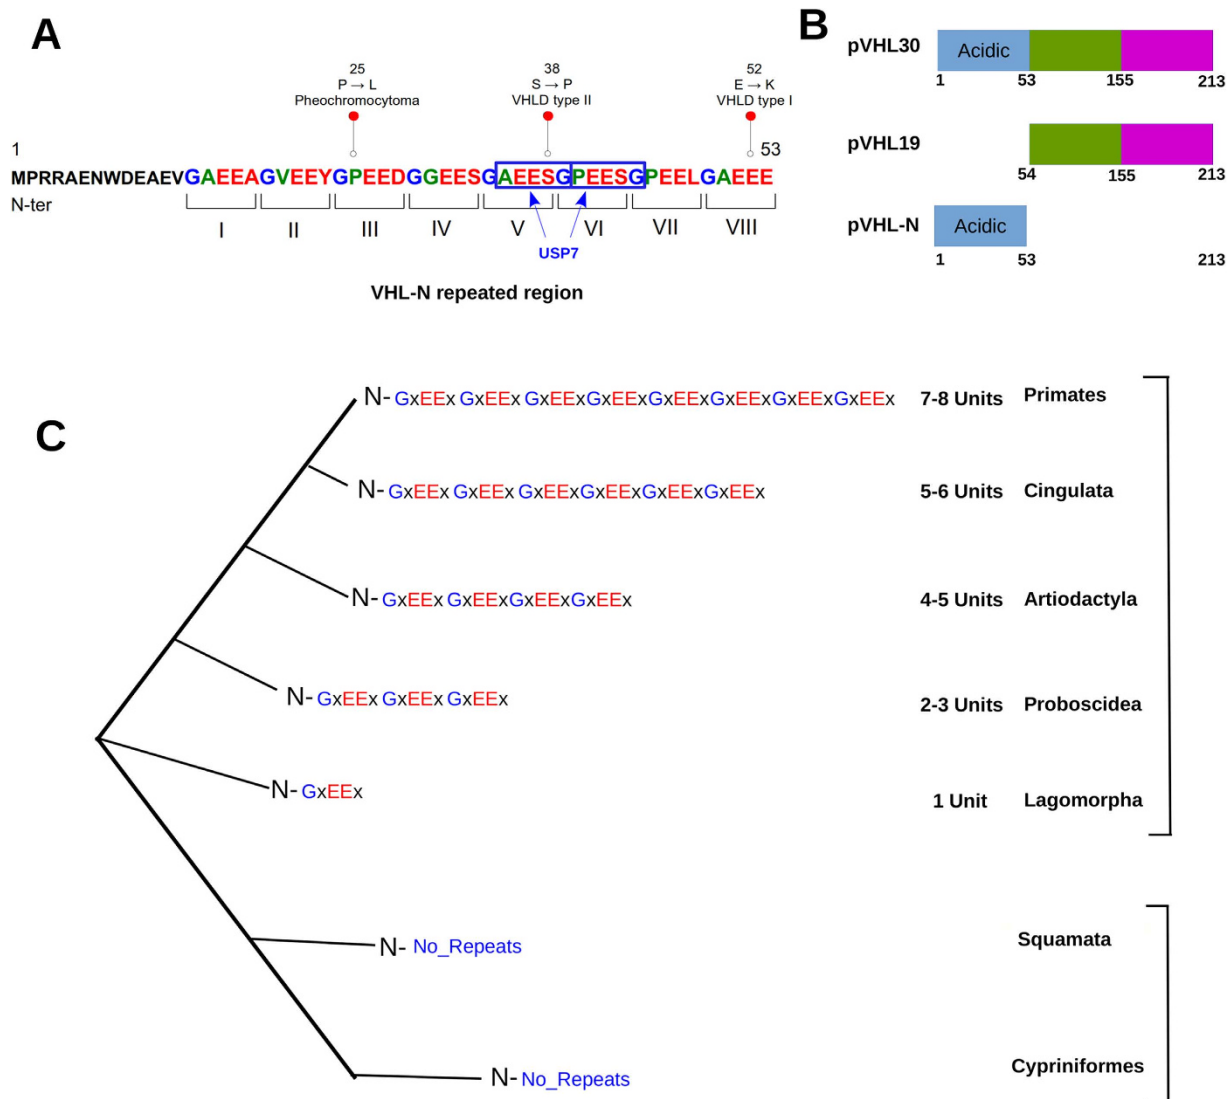 A
25
P → L
Pheochromocytoma
38
S → P
VHLD type II
52
E → K
VHLD type I
1
53
MPRRAENWDEAEVGAEEAGVEEYGPEEDGGEESGAEESGPEESGPEELGAEEE
N-ter
I II III IV V VI VII VIII
USP7
VHL-N repeated region
B
pVHL30
Acidic
1 53 155 213
pVHL19
54 155 213
pVHL-N
Acidic
1 53 213
C
N- GxEEx GxEEx GxEExGxEExGxEExGxEExGxEExGxEEx 7-8 Units Primates
N- GxEEx GxEEx GxEExGxEExGxEExGxEEx 5-6 Units Cingulata
N- GxEEx GxEExGxEExGxEEx 4-5 Units Artiodactyla
N- GxEEx GxEEx GxEEx 2-3 Units Proboscidea
N- GxEEx 1 Unit Lagomorpha
N- No_Repeats Squamata
N- No_Repeats Cypriniformes